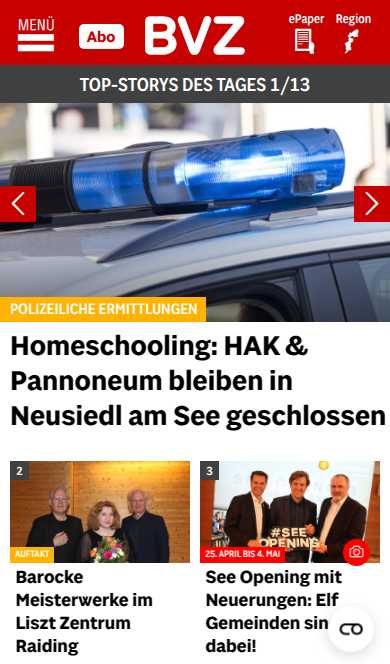 MENÜ
Abo
BVZ
ePaper
Region
TOP-STORYS DES TAGES 1/13
POLIZEILICHE ERMITTLUNGEN
Homeschooling: HAK &
Pannoneum bleiben in
Neusiedl am See geschlossen
2
AUFTAKT
Barocke
Meisterwerke im
Liszt Zentrum
Raiding
3
#SEE
OPENING
25. APRIL BIS 4. MAI
See Opening mit
Neuerungen: Elf
Gemeinden sin
dabei!